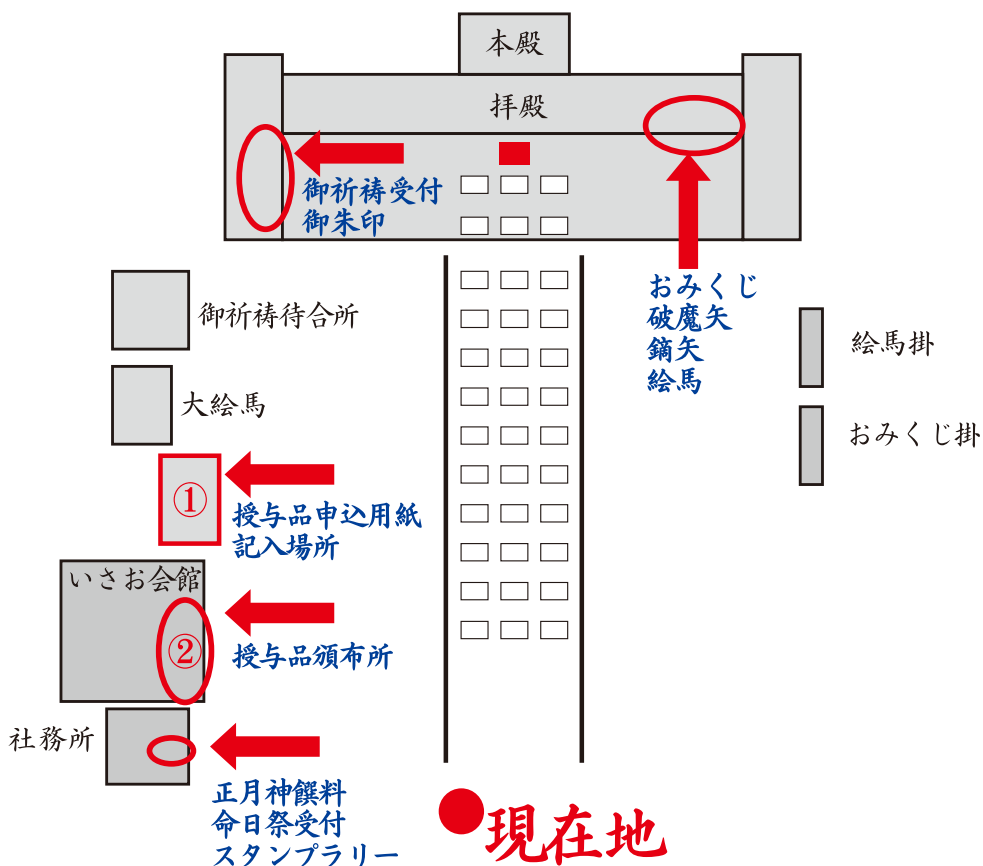 本殿
拝殿
御祈祷受付
御朱印
おみくじ
破魔矢
鏑矢
絵馬
御祈祷待合所
絵馬掛
大絵馬
おみくじ掛
①
授与品申込用紙
記入場所
いさお会館
②
授与品頒布所
社務所
正月神饌料
命日祭受付
スタンプラリー
現在地